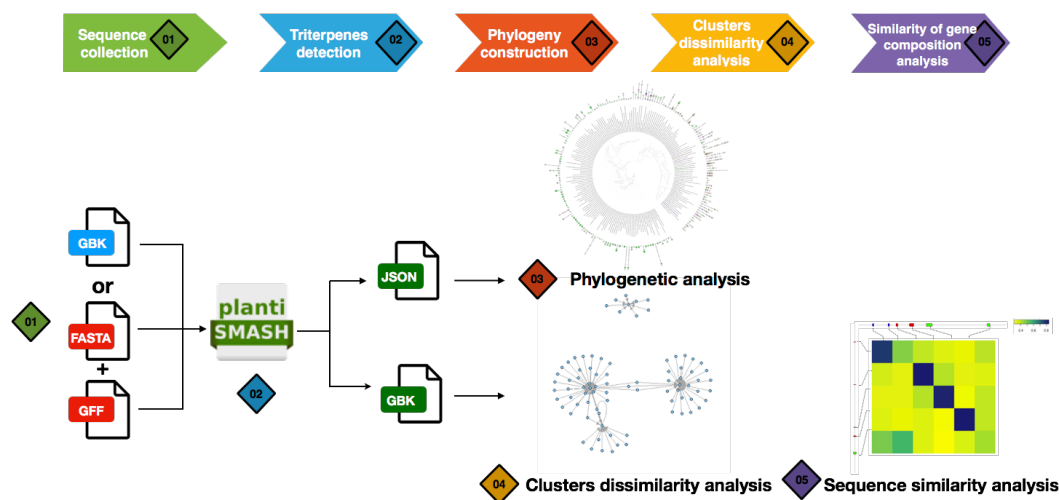 Sequence
collection
01
Triterpenes
detection
02
Phylogeny
construction
03
Clusters
dissimilarity
analysis
04
Similarity of gene
composition
analysis
05
GBK
or
01
FASTA
+
GFF
planti
SMASH
02
JSON
GBK
03
Phylogenetic analysis
04
Clusters dissimilarity analysis
05
Sequence similarity analysis